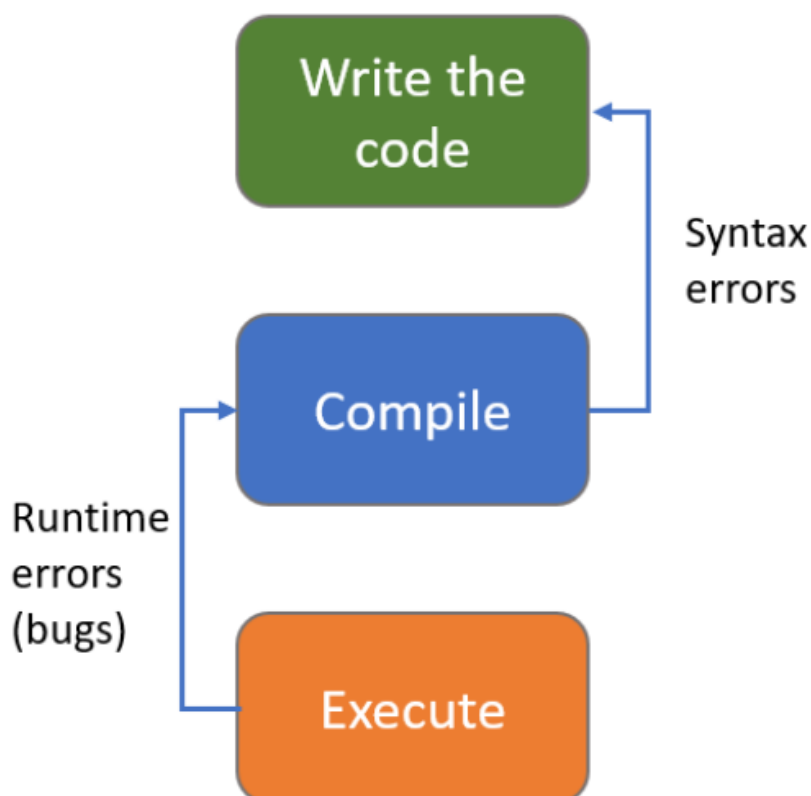 Write the
code
Syntax
errors
Compile
Runtime
errors
(bugs)
Execute